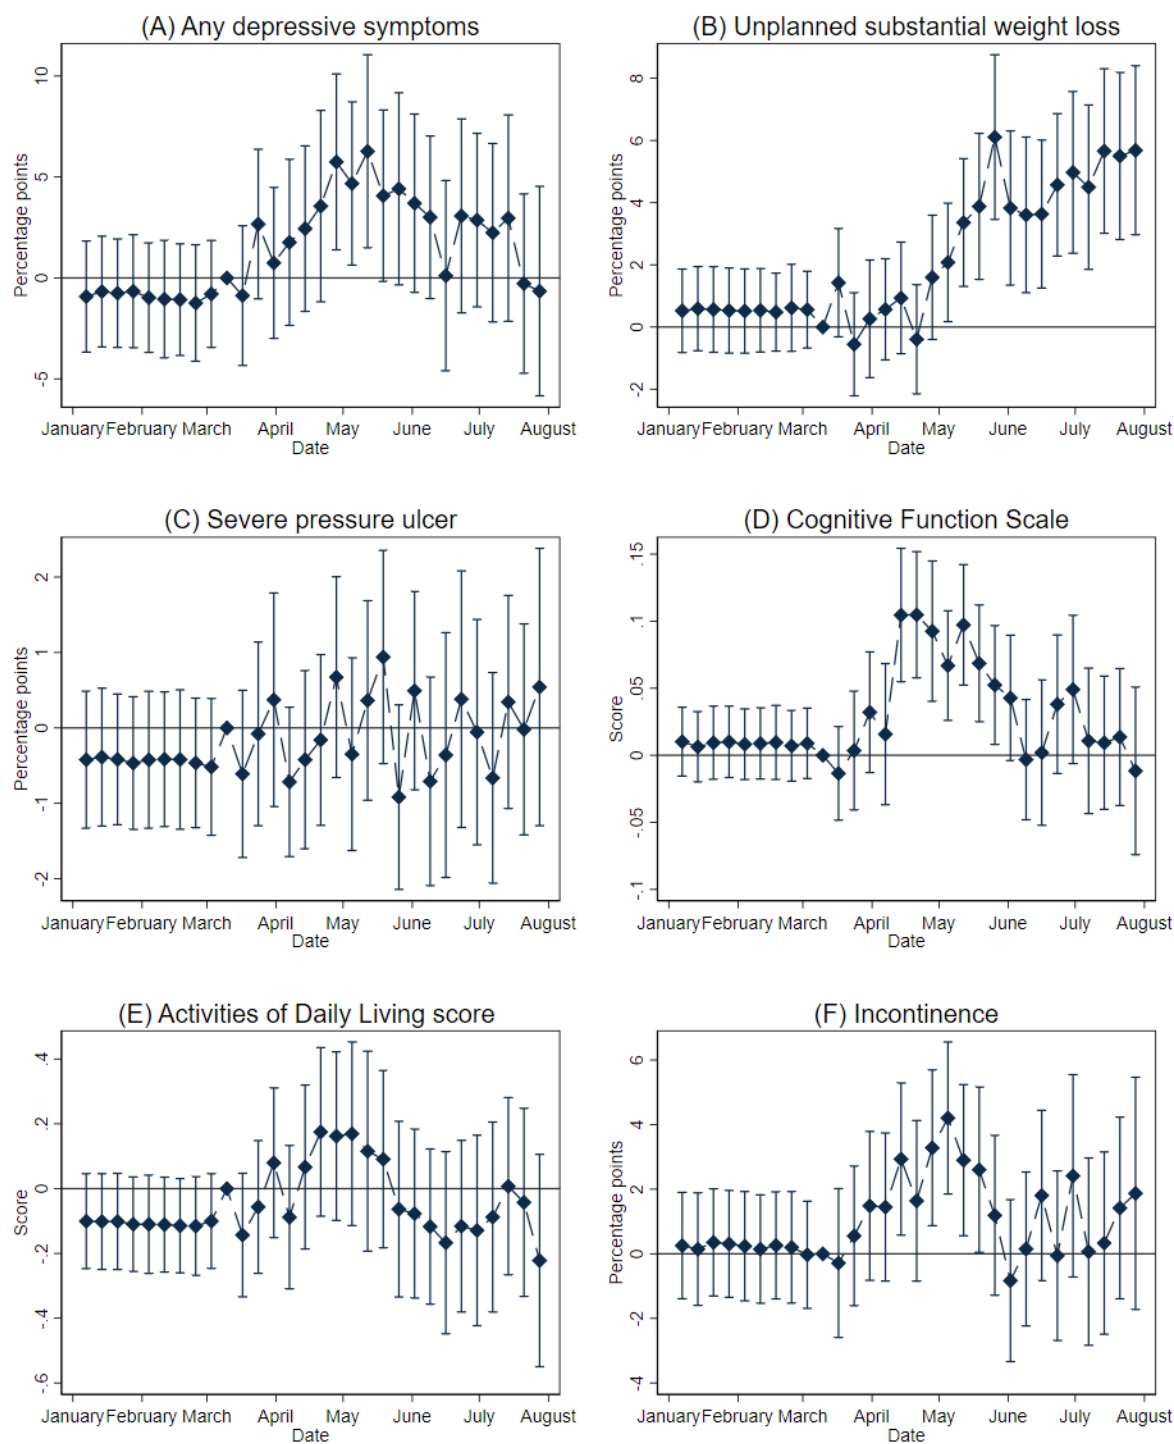 (A) Any depressive symptoms
Percentage points
10
5
0
-5
January February March April May June July August
Date
(B) Unplanned substantial weight loss
Percentage points
8
6
4
2
0
-2
January February March April May June July August
Date
(C) Severe pressure ulcer
Percentage points
2
1
0
-1
-2
January February March April May June July August
Date
(D) Cognitive Function Scale
Score
.15
.1
.05
0
-.05
-.1
January February March April May June July August
Date
(E) Activities of Daily Living score
Score
.4
.2
0
-.2
-.4
-.6
January February March April May June July August
Date
(F) Incontinence
Percentage points
6
4
2
0
-2
-4
January February March April May June July August
Date